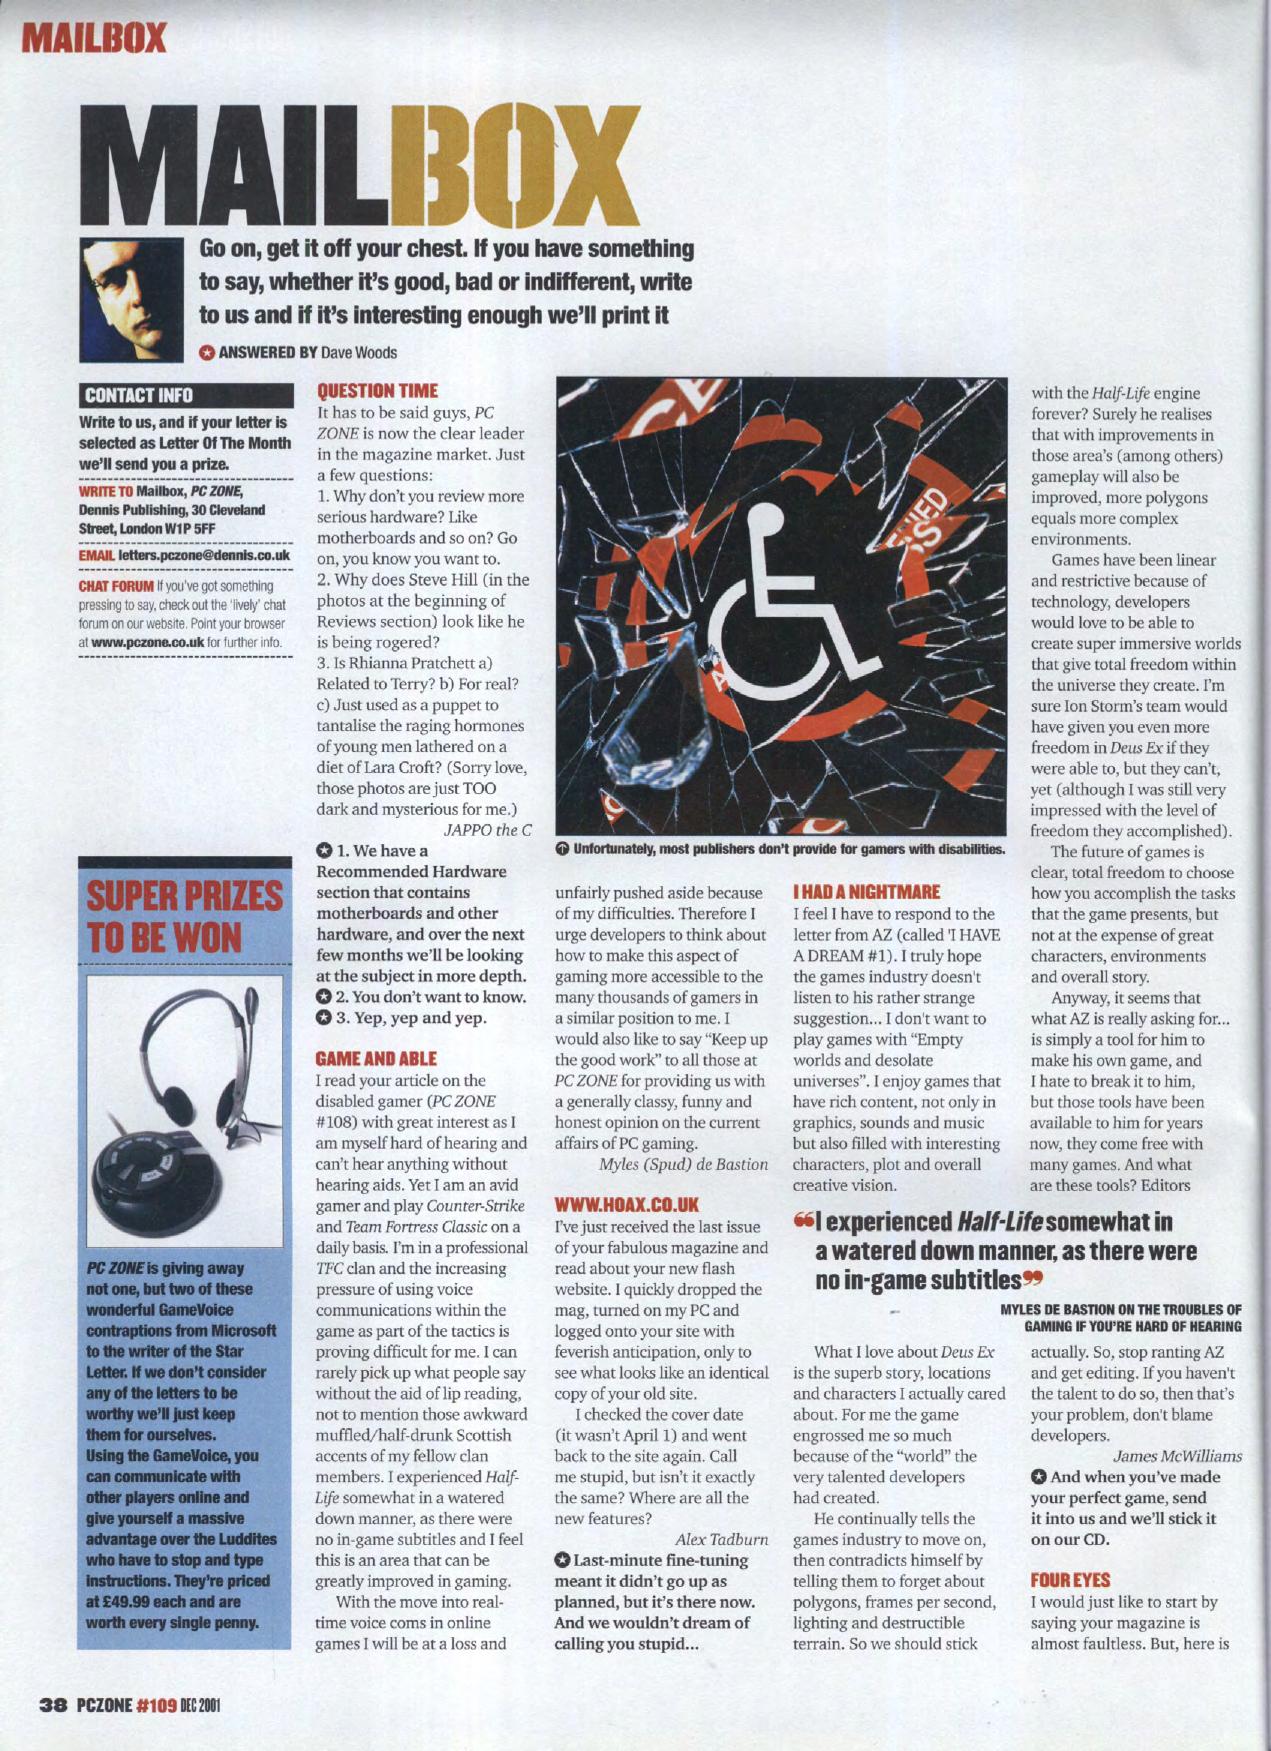 MAILBOX
MAILBOX
Go on, get it off your chest. If you have something
to say, whether it's good, bad or indifferent, write
to us and if it's interesting enough we'll print it
ANSWERED BY Dave Woods
CONTACT INFO
Write to us, and if your letter is
selected as Letter Of The Month
we'll send you a prize.
WRITE TO Mailbox, PC ZONE,
Dennis Publishing, 30 Cleveland
Street, London W1P 5FF
EMAIL letters.pczone@dennis.co.uk
CHAT FORUM If you've got something
pressing to say, check out the 'lively' chat
forum on our website. Point your browser
at www.pczone.co.uk for further info.
SUPER PRIZES
TO BE WON
PC ZONE is giving away
not one, but two of these
wonderful GameVoice
contraptions from Microsoft
to the writer of the Star
Letter. If we don't consider
any of the letters to be
worthy we'll just keep
them for ourselves.
Using the GameVoice, you
can communicate with
other players online and
give yourself a massive
advantage over the Luddites
who have to stop and type
instructions. They're priced
at £49.99 each and are
worth every single penny.
QUESTION TIME
It has to be said guys, PC
ZONE is now the clear leader
in the magazine market. Just
a few questions:
1. Why don't you review more
serious hardware? Like
motherboards and so on? Go
on, you know you want to.
2. Why does Steve Hill (in the
photos at the beginning of
Reviews section) look like he
is being rogered?
3. Is Rhianna Pratchett a)
Related to Terry? b) For real?
c) Just used as a puppet to
tantalise the raging hormones
of young men lathered on a
diet of Lara Croft? (Sorry love,
those photos are just TOO
dark and mysterious for me.)
JAPPO the C
1. We have a
Recommended Hardware
section that contains
motherboards and other
hardware, and over the next
few months we'll be looking
at the subject in more depth.
2. You don't want to know.
3. Yep, yep and yep.
GAME AND ABLE
I read your article on the
disabled gamer (PC ZONE
#108) with great interest as I
am myself hard of hearing and
can't hear anything without
hearing aids. Yet I am an avid
gamer and play Counter-Strike
and Team Fortress Classic on a
daily basis. I'm in a professional
TFC clan and the increasing
pressure of using voice
communications within the
game as part of the tactics is
proving difficult for me. I can
rarely pick up what people say
without the aid of lip reading,
not to mention those awkward
muffled/half-drunk Scottish
accents of my fellow clan
members. I experienced Half-
Life somewhat in a watered
down manner, as there were
no in-game subtitles and I feel
this is an area that can be
greatly improved in gaming.
With the move into real-
time voice coms in online
games I will be at a loss and
Unfortunately, most publishers don't provide for gamers with disabilities.
unfairly pushed aside because
of my difficulties. Therefore I
urge developers to think about
how to make this aspect of
gaming more accessible to the
many thousands of gamers in
a similar position to me. I
would also like to say "Keep up
the good work" to all those at
PC ZONE for providing us with
a generally classy, funny and
honest opinion on the current
affairs of PC gaming.
Myles (Spud) de Bastion
WWW.HOAX.CO.UK
I've just received the last issue
of your fabulous magazine and
read about your new flash
website. I quickly dropped the
mag, turned on my PC and
logged onto your site with
feverish anticipation, only to
see what looks like an identical
copy of your old site.
I checked the cover date
(it wasn't April 1) and went
back to the site again. Call
me stupid, but isn't it exactly
the same? Where are all the
new features?
Alex Tadburn
Last-minute fine-tuning
meant it didn't go up as
planned, but it's there now.
And we wouldn't dream of
calling you stupid...
I HAD A NIGHTMARE
I feel I have to respond to the
letter from AZ (called 'I HAVE
A DREAM #1). I truly hope
the games industry doesn't
listen to his rather strange
suggestion... I don't want to
play games with "Empty
worlds and desolate
universes". I enjoy games that
have rich content, not only in
graphics, sounds and music
but also filled with interesting
characters, plot and overall
creative vision.
"I experienced Half-Life somewhat in
a watered down manner, as there were
no in-game subtitles"
MYLES DE BASTION ON THE TROUBLES OF
GAMING IF YOU'RE HARD OF HEARING
What I love about Deus Ex
is the superb story, locations
and characters I actually cared
about. For me the game
engrossed me so much
because of the "world" the
very talented developers
had created.
He continually tells the
games industry to move on,
then contradicts himself by
telling them to forget about
polygons, frames per second,
lighting and destructible
terrain. So we should stick
with the Half-Life engine
forever? Surely he realises
that with improvements in
those area's (among others)
gameplay will also be
improved, more polygons
equals more complex
environments.
Games have been linear
and restrictive because of
technology, developers
would love to be able to
create super immersive worlds
that give total freedom within
the universe they create. I'm
sure Ion Storm's team would
have given you even more
freedom in Deus Ex if they
were able to, but they can't,
yet (although I was still very
impressed with the level of
freedom they accomplished).
The future of games is
clear, total freedom to choose
how you accomplish the tasks
that the game presents, but
not at the expense of great
characters, environments
and overall story.
Anyway, it seems that
what AZ is really asking for...
is simply a tool for him to
make his own game, and
I hate to break it to him,
but those tools have been
available to him for years
now, they come free with
many games. And what
are these tools? Editors
actually. So, stop ranting AZ
and get editing. If you haven't
the talent to do so, then that's
your problem, don't blame
developers.
James McWilliams
And when you've made
your perfect game, send
it into us and we'll stick it
on our CD.
FOUR EYES
I would just like to start by
saying your magazine is
almost faultless. But, here is
38 PCZONE #109 DEC 2001